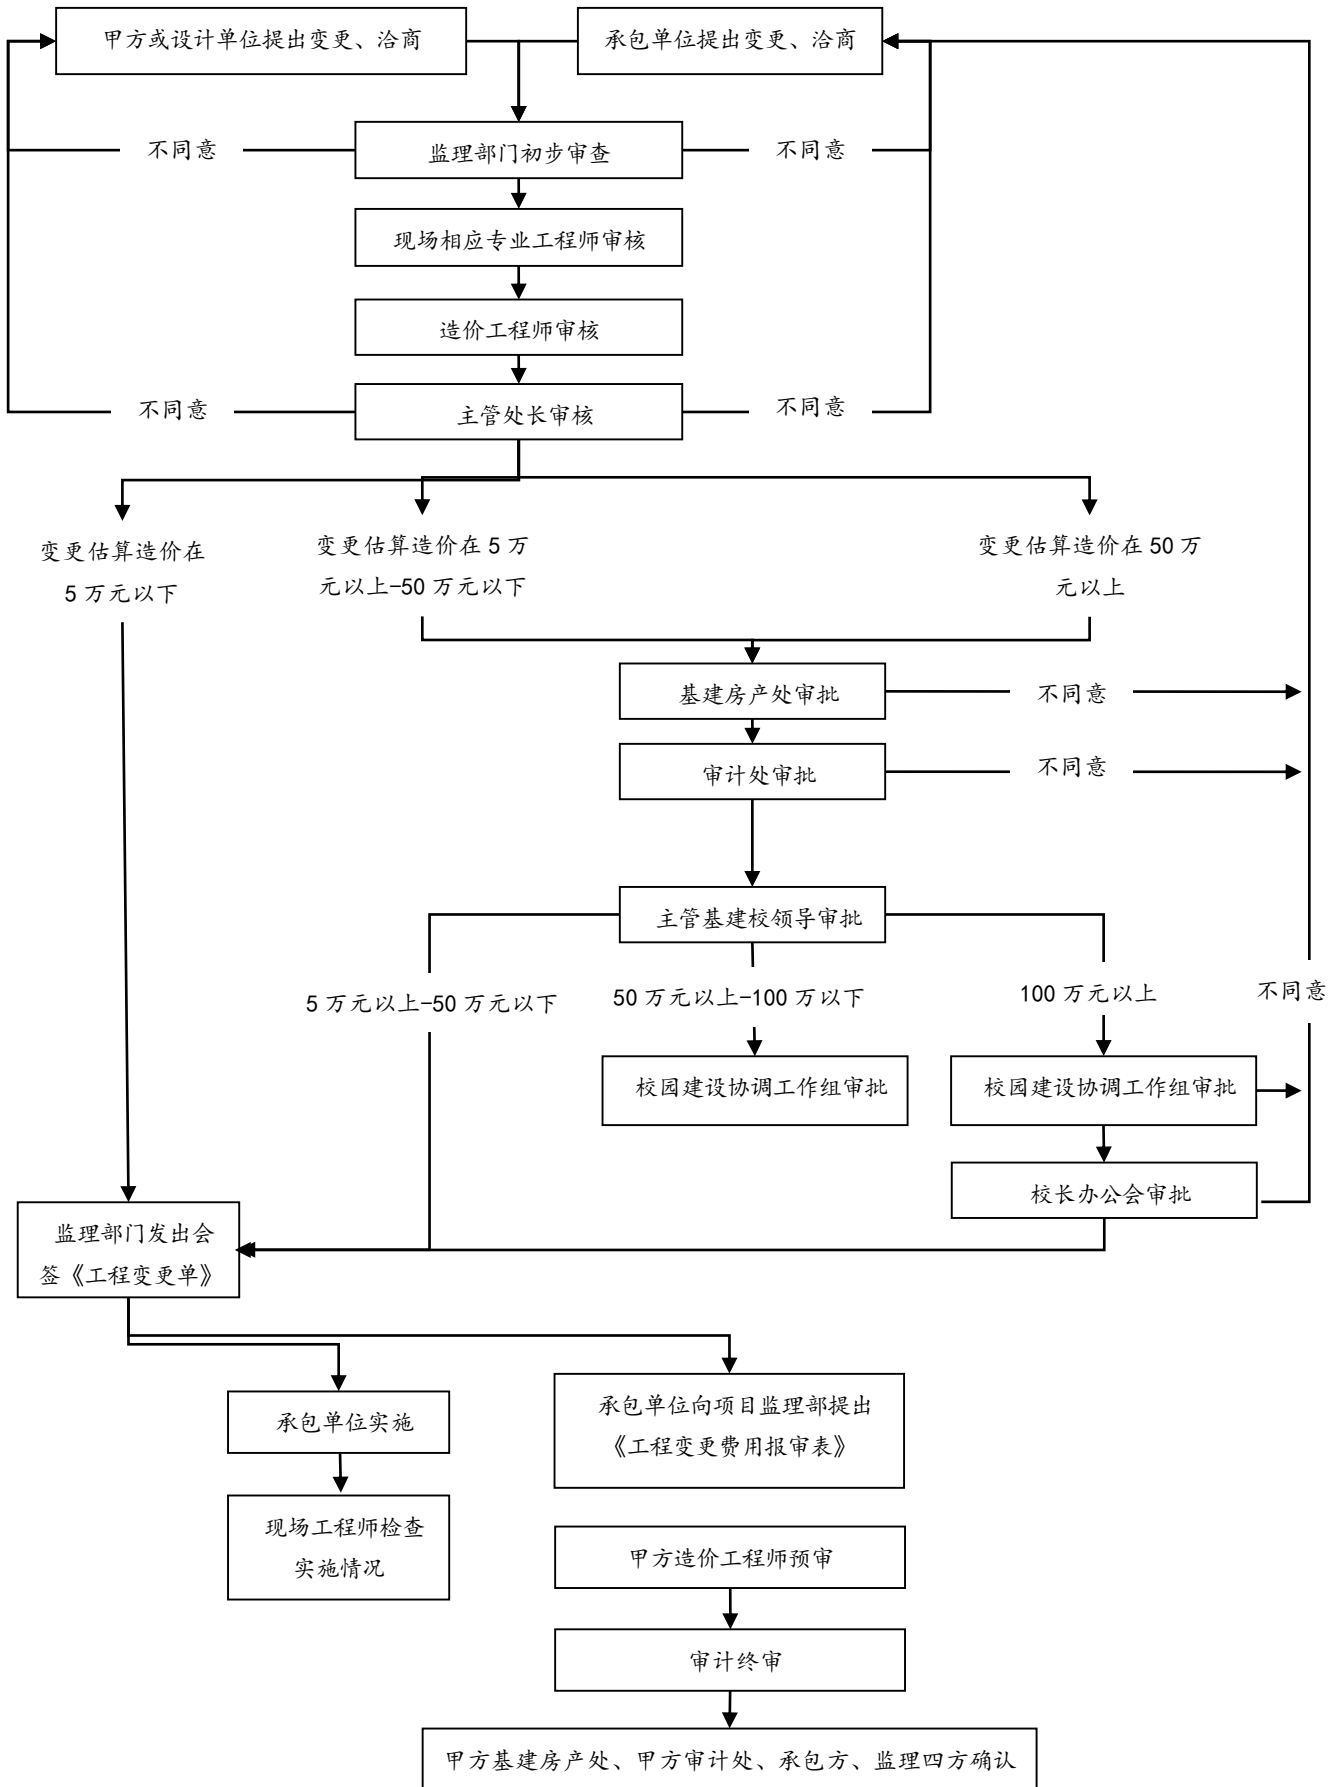 甲方或设计单位提出变更、洽商
承包单位提出变更、洽商
不同意
监理部门初步审查
不同意
现场相应专业工程师审核
造价工程师审核
不同意
主管处长审核
不同意
变更估算造价在
5万元以下
变更估算造价在 5 万
元以上-50 万元以下
变更估算造价在 50 万
元以上
基建房产处审批
不同意
审计处审批
不同意
主管基建校领导审批
5 万元以上-50 万元以下
50 万元以上-100 万以下
100 万元以上
不同意
校园建设协调工作组审批
校园建设协调工作组审批
校长办公会审批
监理部门发出会
签《工程变更单》
承包单位实施
承包单位向项目监理部提出
《工程变更费用报审表》
现场工程师检查
实施情况
甲方造价工程师预审
审计终审
甲方基建房产处、甲方审计处、承包方、监理四方确认